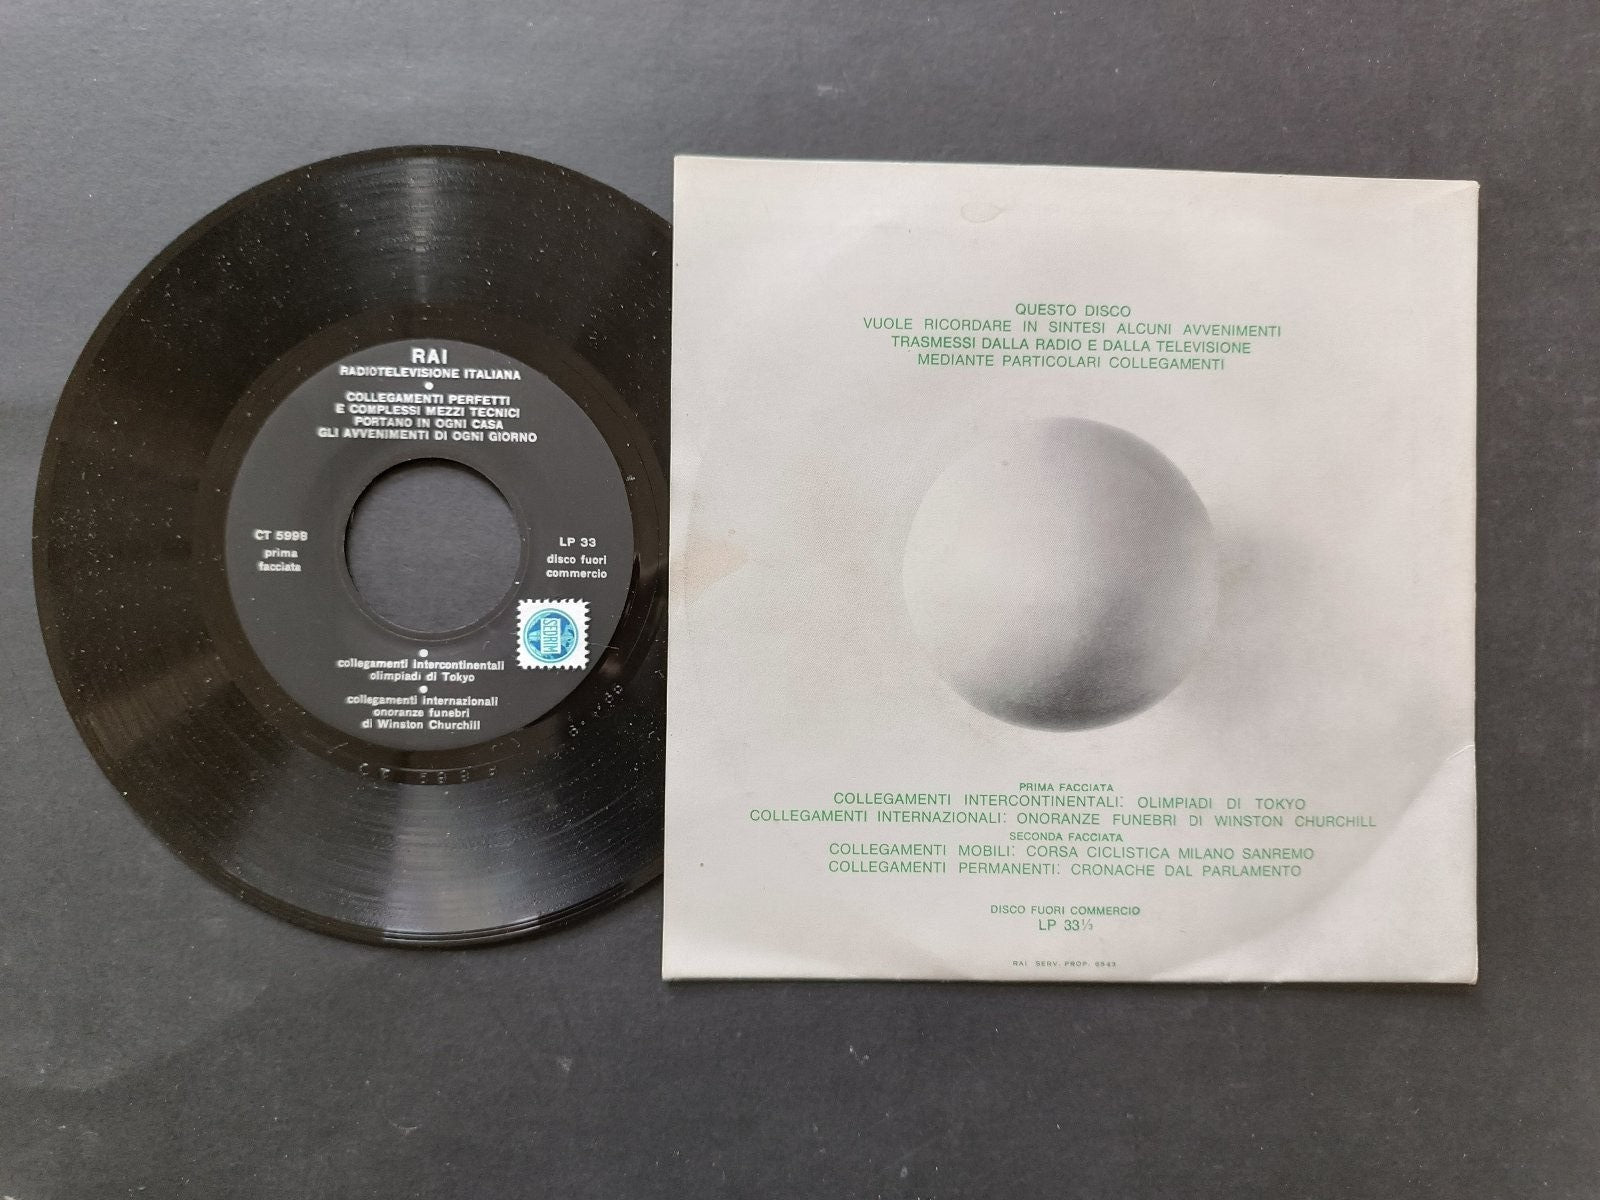 RAI
RADIOTELEVISIONE ITALIANA
COLLEGAMENTI PERFETTI
E COMPLESSI MEZZI TECNICI
PORTANO IN OGNI CASA
GLI AVVENIMENTI DI OGNI GIORNO
CT 5998
prima
facciata
LP 33
disco fuori
commercio
SEDRIM
collegamenti intercontinentali
olimpiadi di Tokyo
collegamenti internazionali
onoranze funebri
di Winston Churchill
QUESTO DISCO
VUOLE RICORDARE IN SINTESI ALCUNI AVVENIMENTI
TRASMESSI DALLA RADIO E DALLA TELEVISIONE
MEDIANTE PARTICOLARI COLLEGAMENTI
PRIMA FACCIATA
COLLEGAMENTI INTERCONTINENTALI: OLIMPIADI DI TOKYO
COLLEGAMENTI INTERNAZIONALI: ONORANZE FUNEBRI DI WINSTON CHURCHILL
SECONDA FACCIATA
COLLEGAMENTI MOBILI: CORSA CICLISTICA MILANO SANREMO
COLLEGAMENTI PERMANENTI: CRONACHE DAL PARLAMENTO
DISCO FUORI COMMERCIO
LP 33⅓
RAI SERV. PROP. 6543